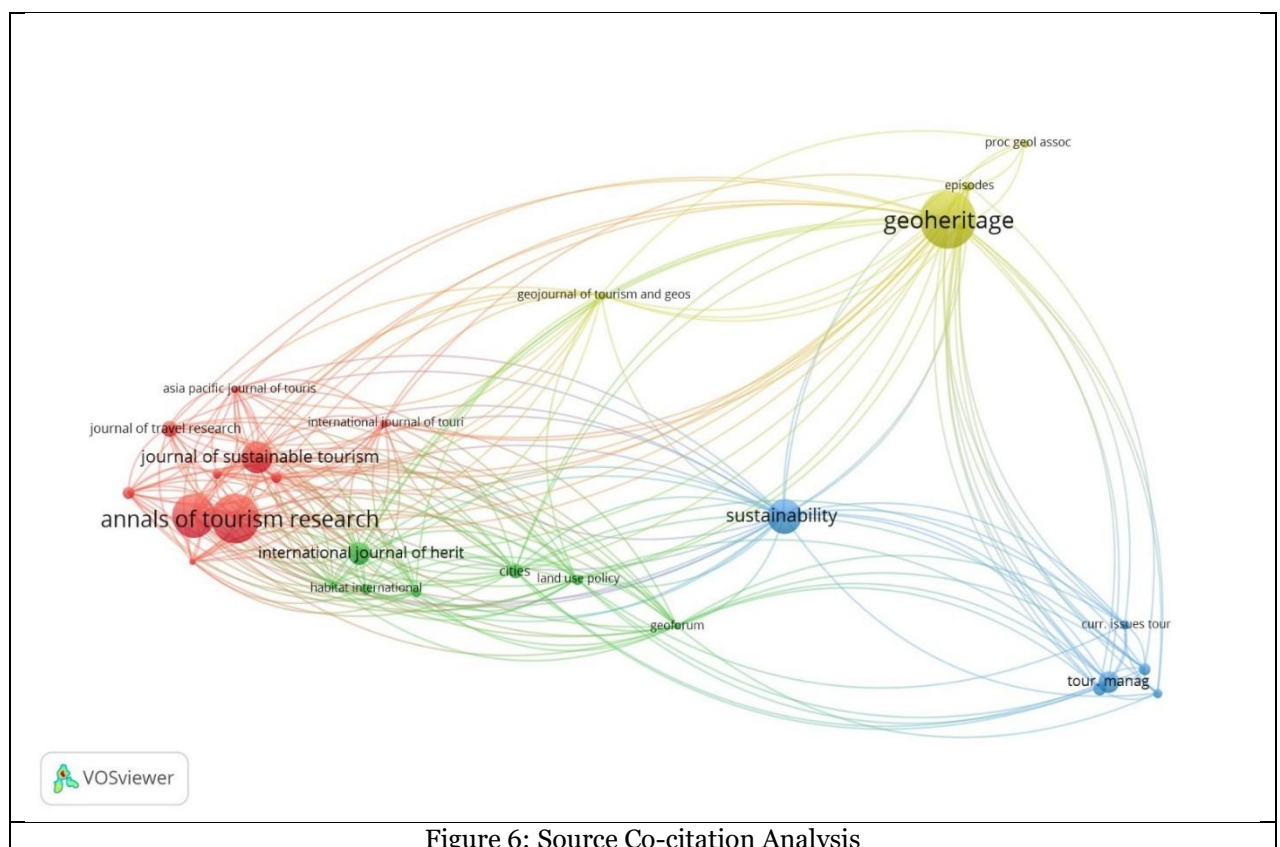 proc geol assoc
episodes
geoheritage
geojournal of tourism and geos
asia pacific journal of touris
journal of travel research
international journal of touri
journal of sustainable tourism
annals of tourism research
sustainability
international journal of herit
cities
land use policy
habitat international
geoforum
curr. issues tour
tour. manag
VOSviewer
Figure 6: Source Co-citation Analysis